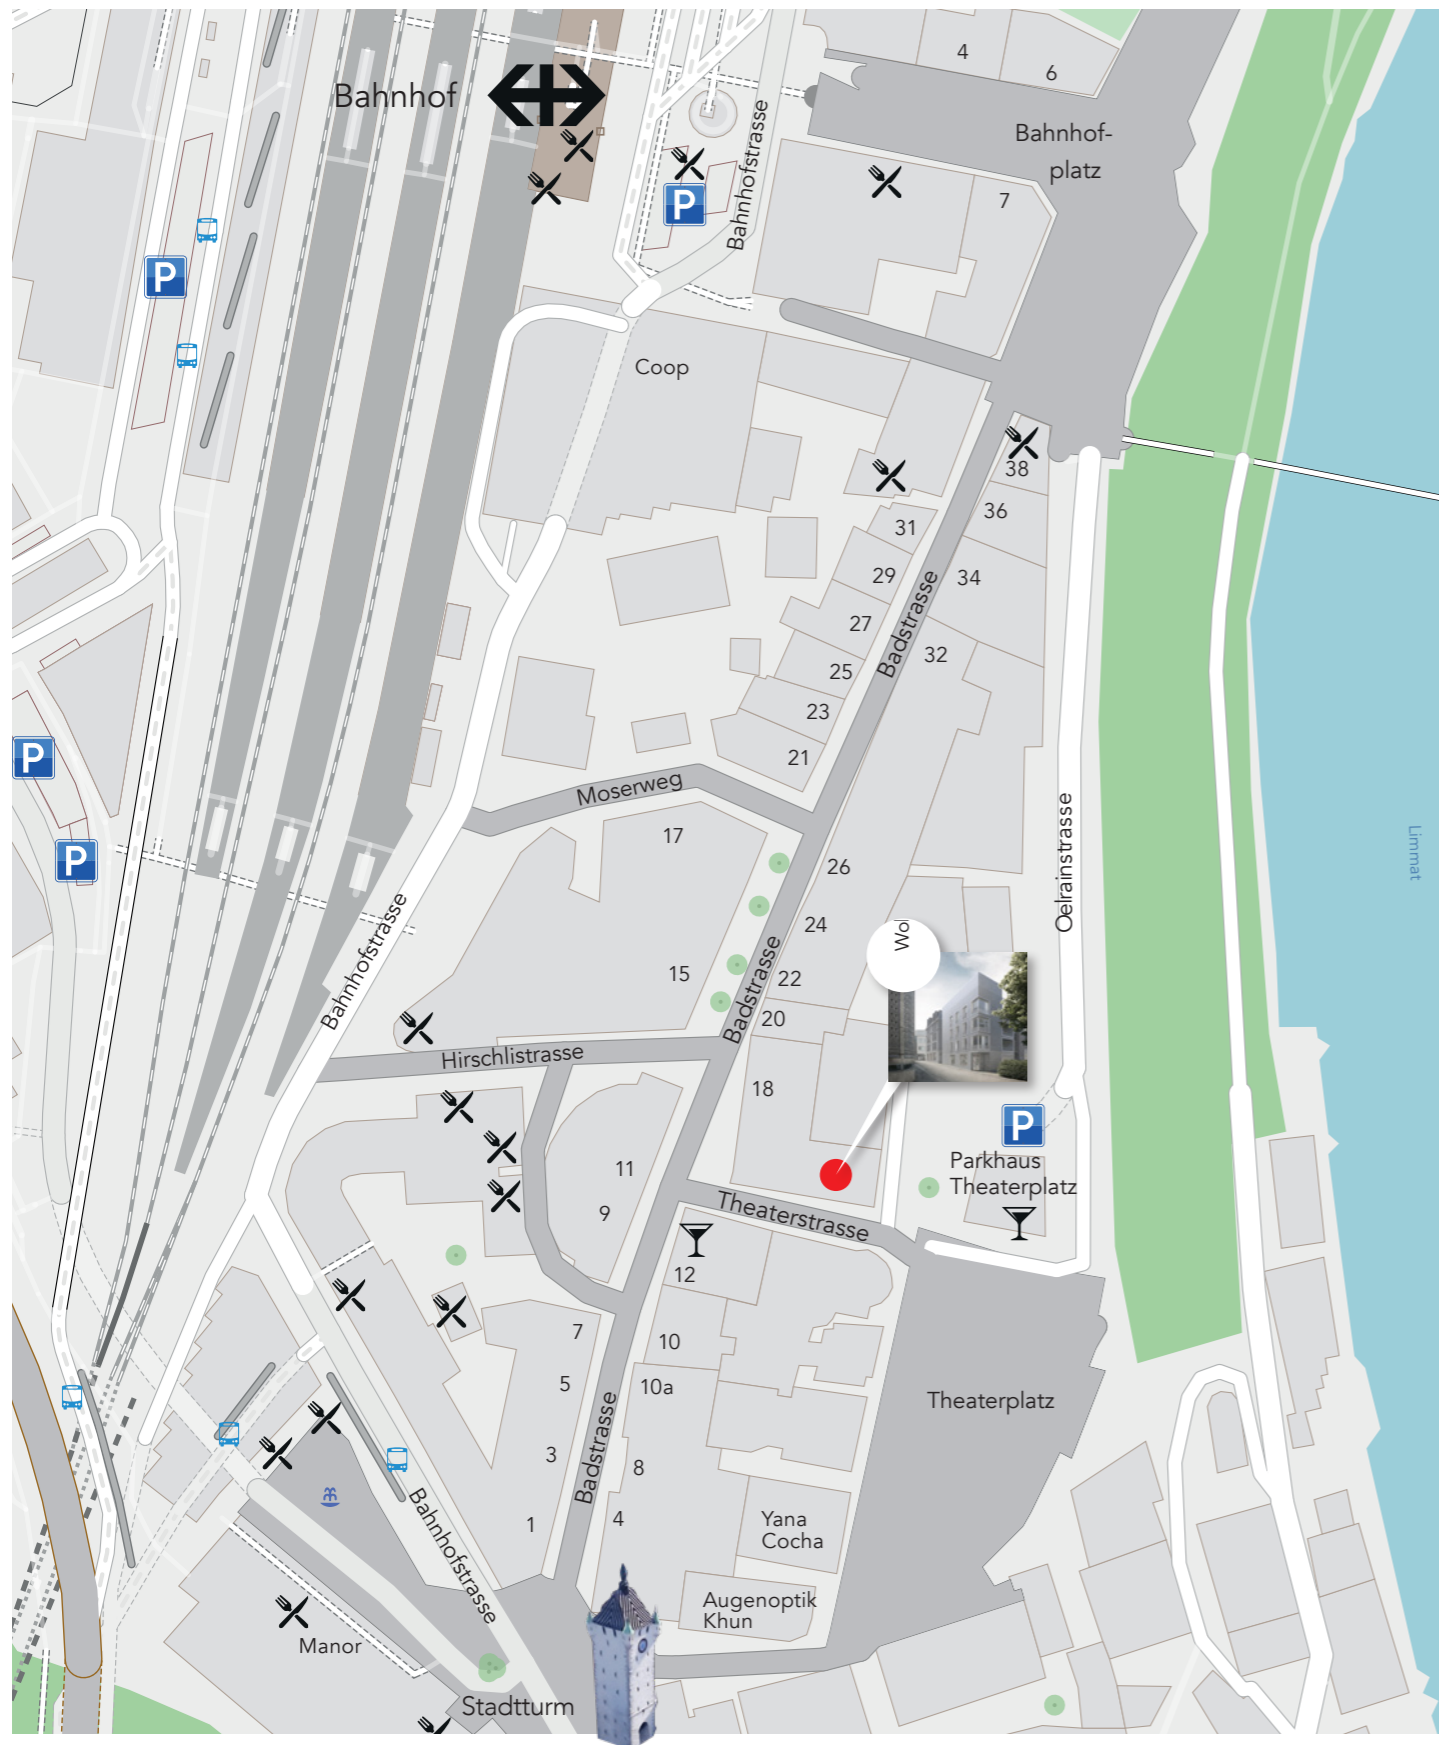 4
6
Bahnhof
Bahnhof-
platz
Bahnhofstrasse
7
P
P
Coop
38
31
36
29
34
Badstrasse
27
32
25
23
21
P
Moserweg
17
Oelrainstrasse
Limmat
P
26
24
Bahnhofstrasse
Badstrasse
15
22
20
Hirschlistrasse
18
P
11
Parkhaus
Theaterplatz
9
Theaterstrasse
12
7
10
5
10a
Theaterplatz
Badstrasse
3
8
Bahnhofstrasse
1
4
Yana
Cocha
Augenoptik
Khun
Manor
Stadtturm